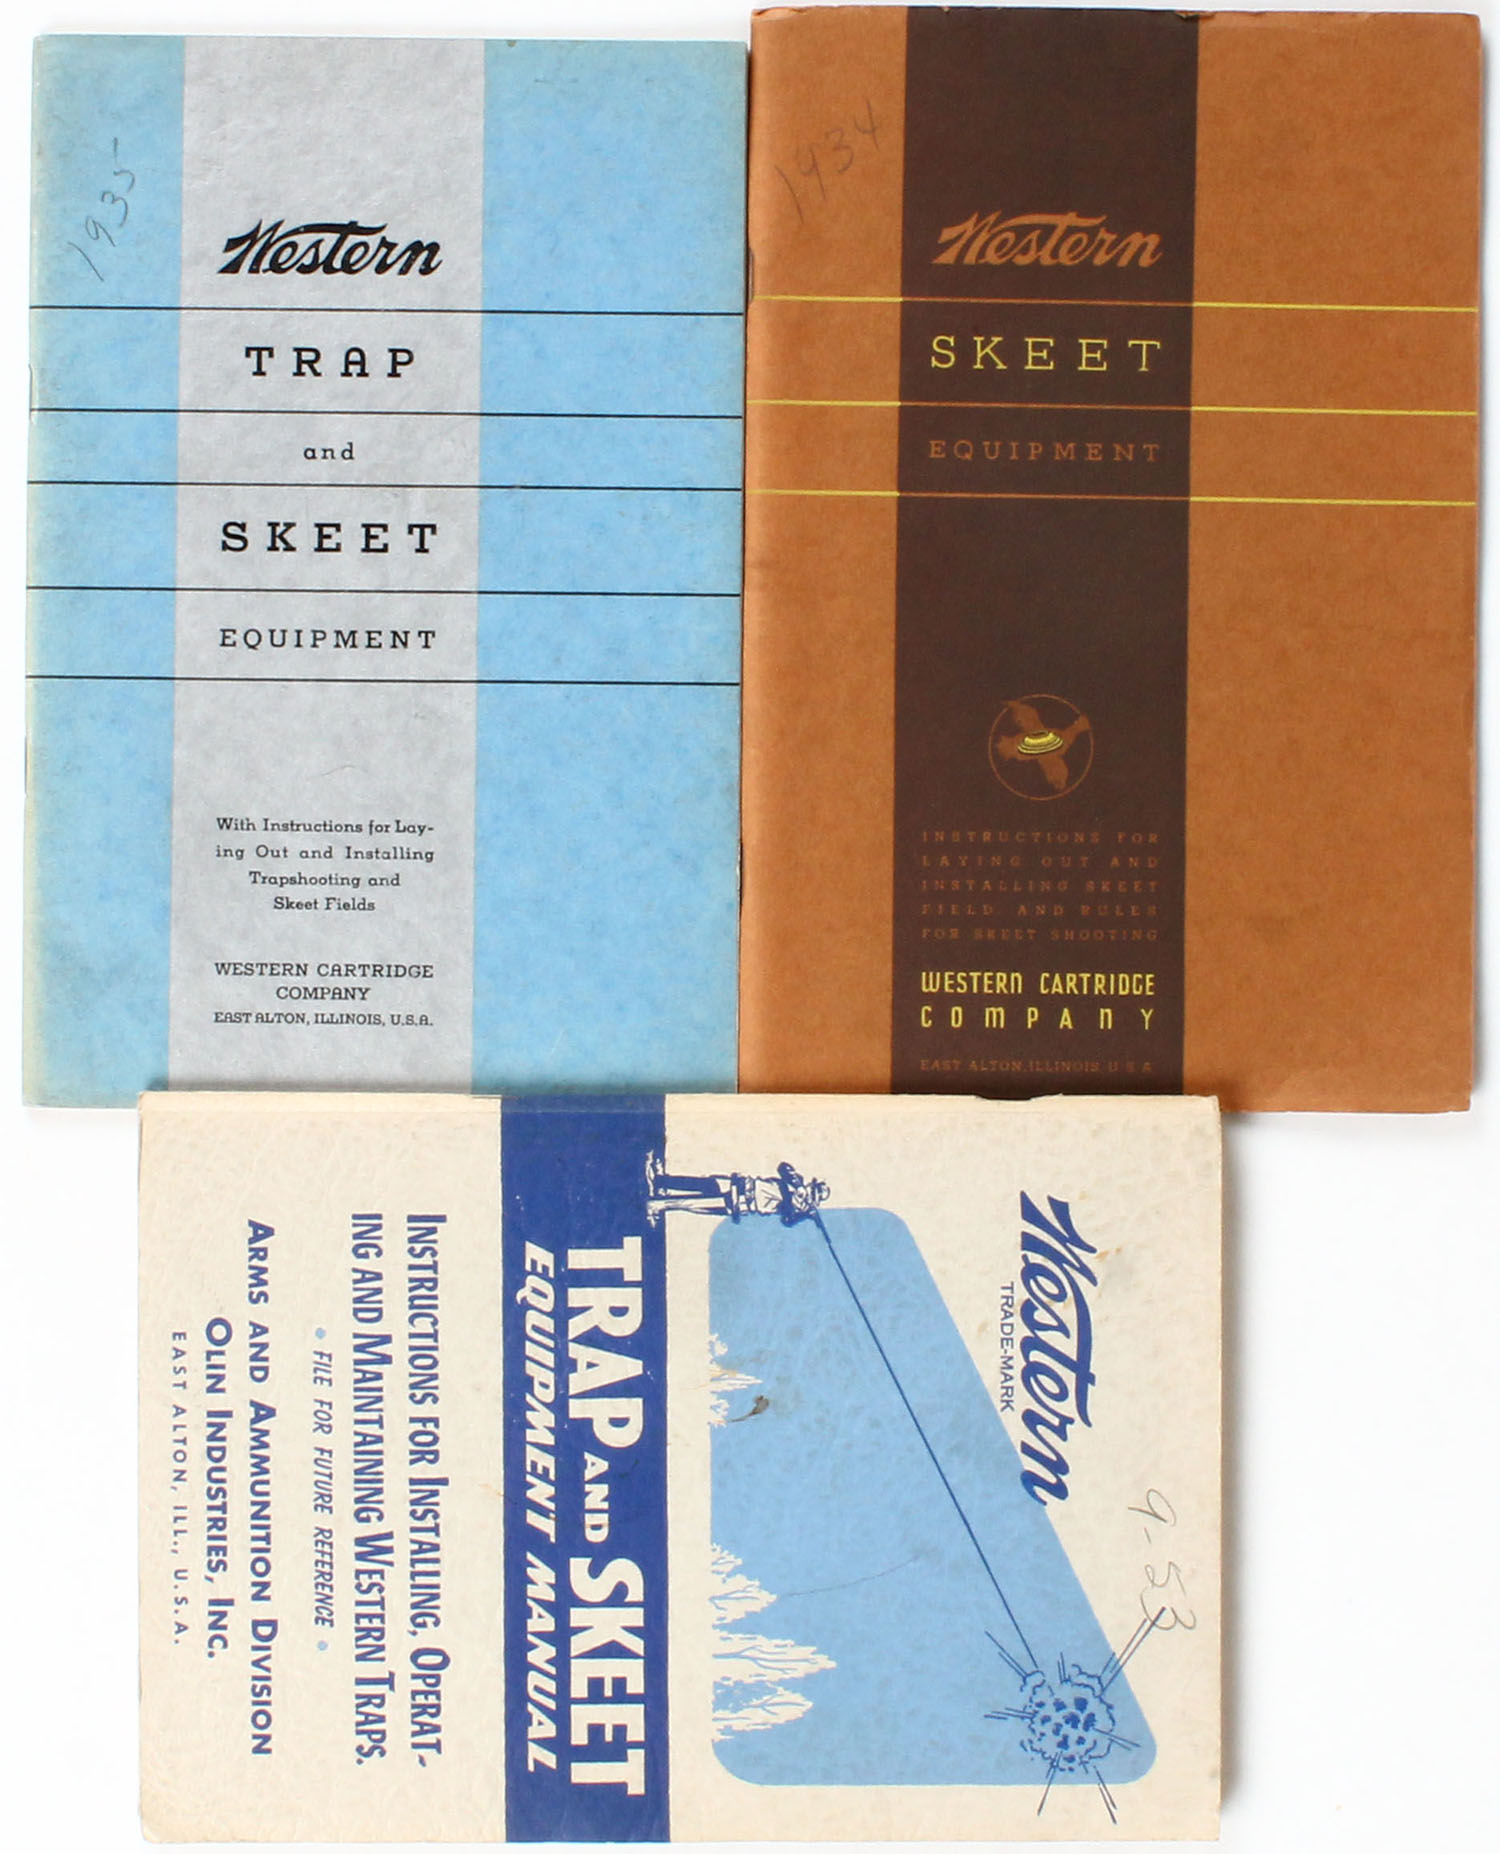 1935
Western
TRAP
and
SKEET
EQUIPMENT
With Instructions for Lay-
ing Out and Installing
Trapshooting and
Skeet Fields
WESTERN CARTRIDGE
COMPANY
EAST ALTON, ILLINOIS, U.S.A.
1934
Western
SKEET
EQUIPMENT
INSTRUCTIONS FOR
LAYING OUT AND
INSTALLING SKEET
FIELD AND RULES
FOR SKEET SHOOTING
WESTERN CARTRIDGE
COMPANY
EAST ALTON, ILLINOIS U S A
9-53
Western
TRADE-MARK
TRAP AND SKEET
EQUIPMENT MANUAL
INSTRUCTIONS FOR INSTALLING, OPERAT-
ING AND MAINTAINING WESTERN TRAPS.
• FILE FOR FUTURE REFERENCE •
ARMS AND AMMUNITION DIVISION
OLIN INDUSTRIES, INC.
EAST ALTON, ILL., U.S.A.